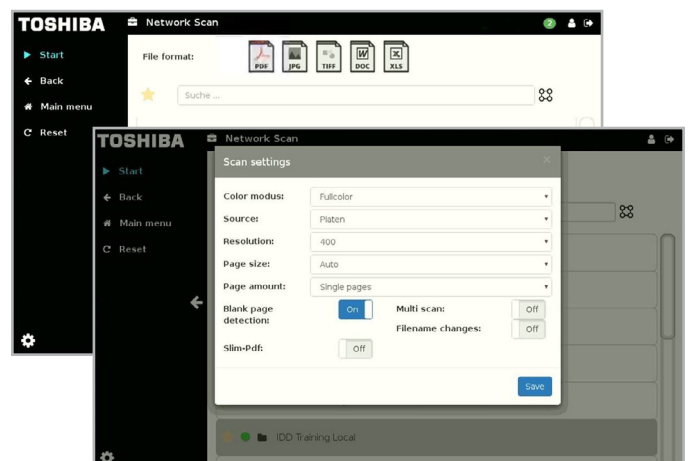 TOSHIBA
Network Scan
2
Start
Back
Main menu
Reset
File format:
PDF
JPG
TIFF
DOC
XLS
Suche ...
TOSHIBA
Network Scan
Start
Back
Main menu
Reset
Scan settings
Color modus:
Fullcolor
Source:
Platen
Resolution:
400
Page size:
Auto
Page amount:
Single pages
Blank page
detection:
On
Multi scan:
Off
Filename changes:
Off
Slim-Pdf:
Off
Save
IDD Training Local